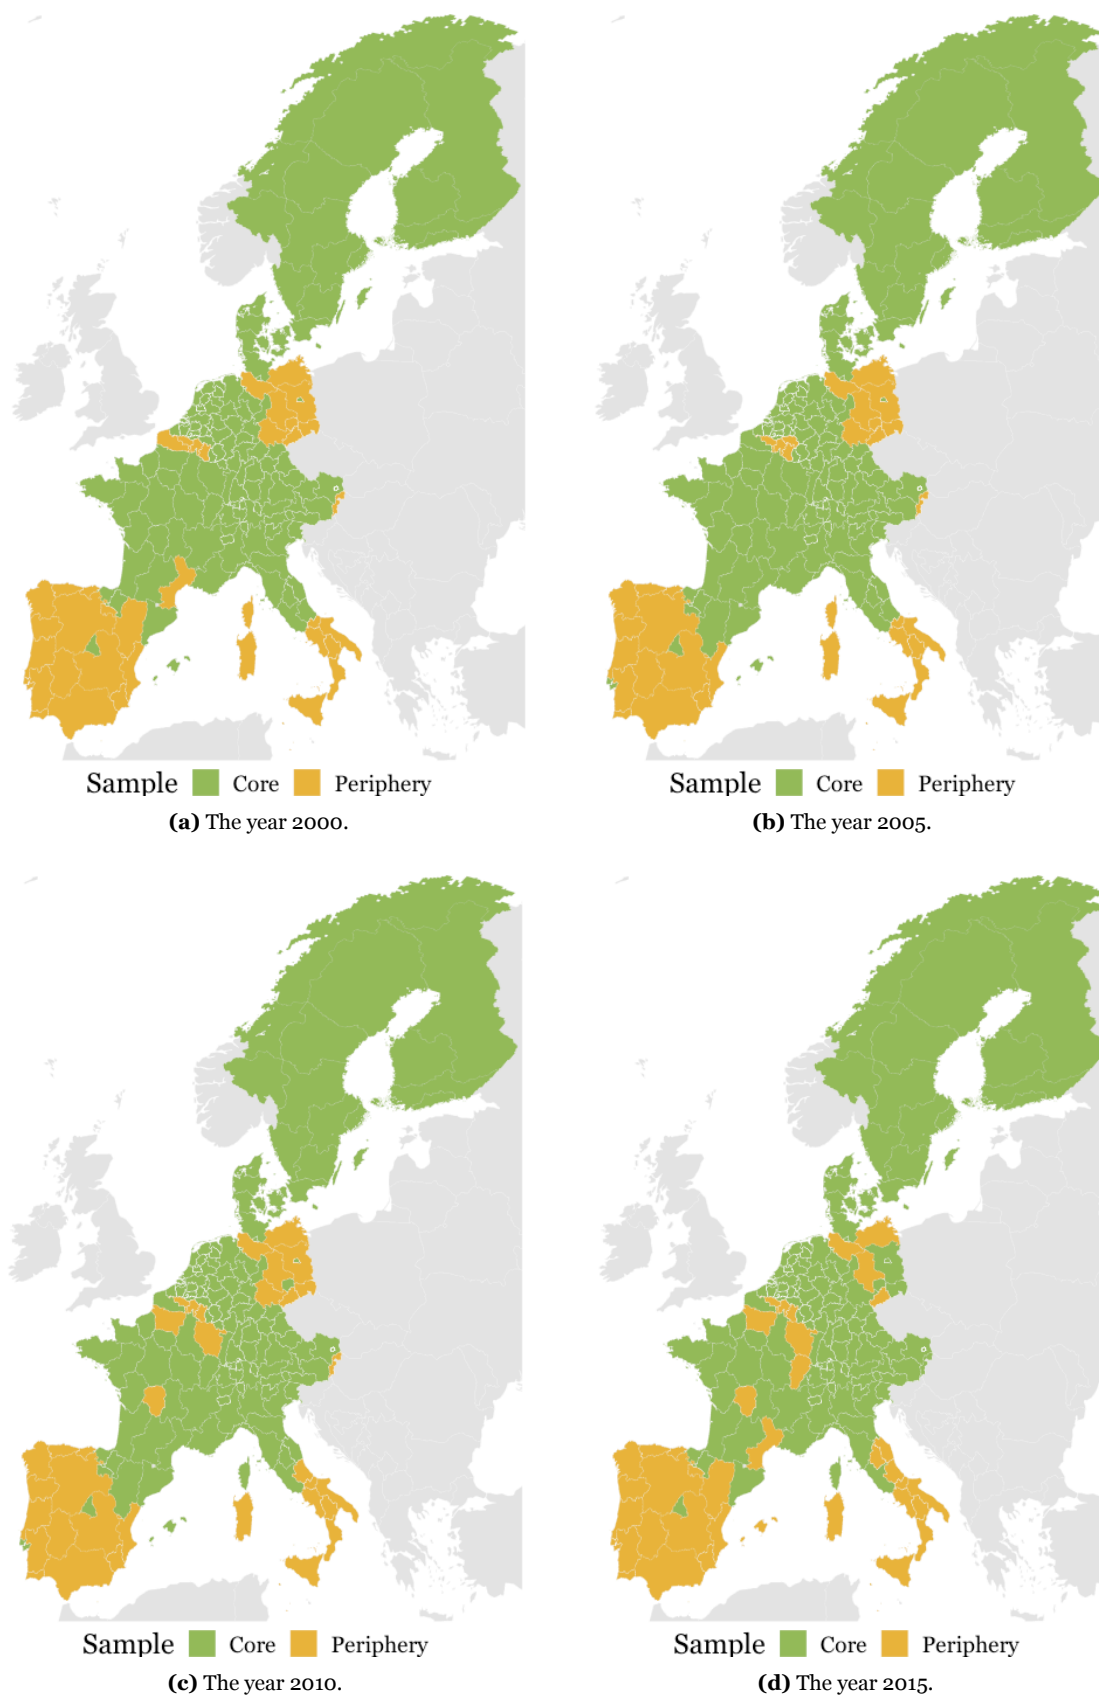 Sample Core Periphery
(a) The year 2000.
Sample Core Periphery
(b) The year 2005.
Sample Core Periphery
(c) The year 2010.
Sample Core Periphery
(d) The year 2015.